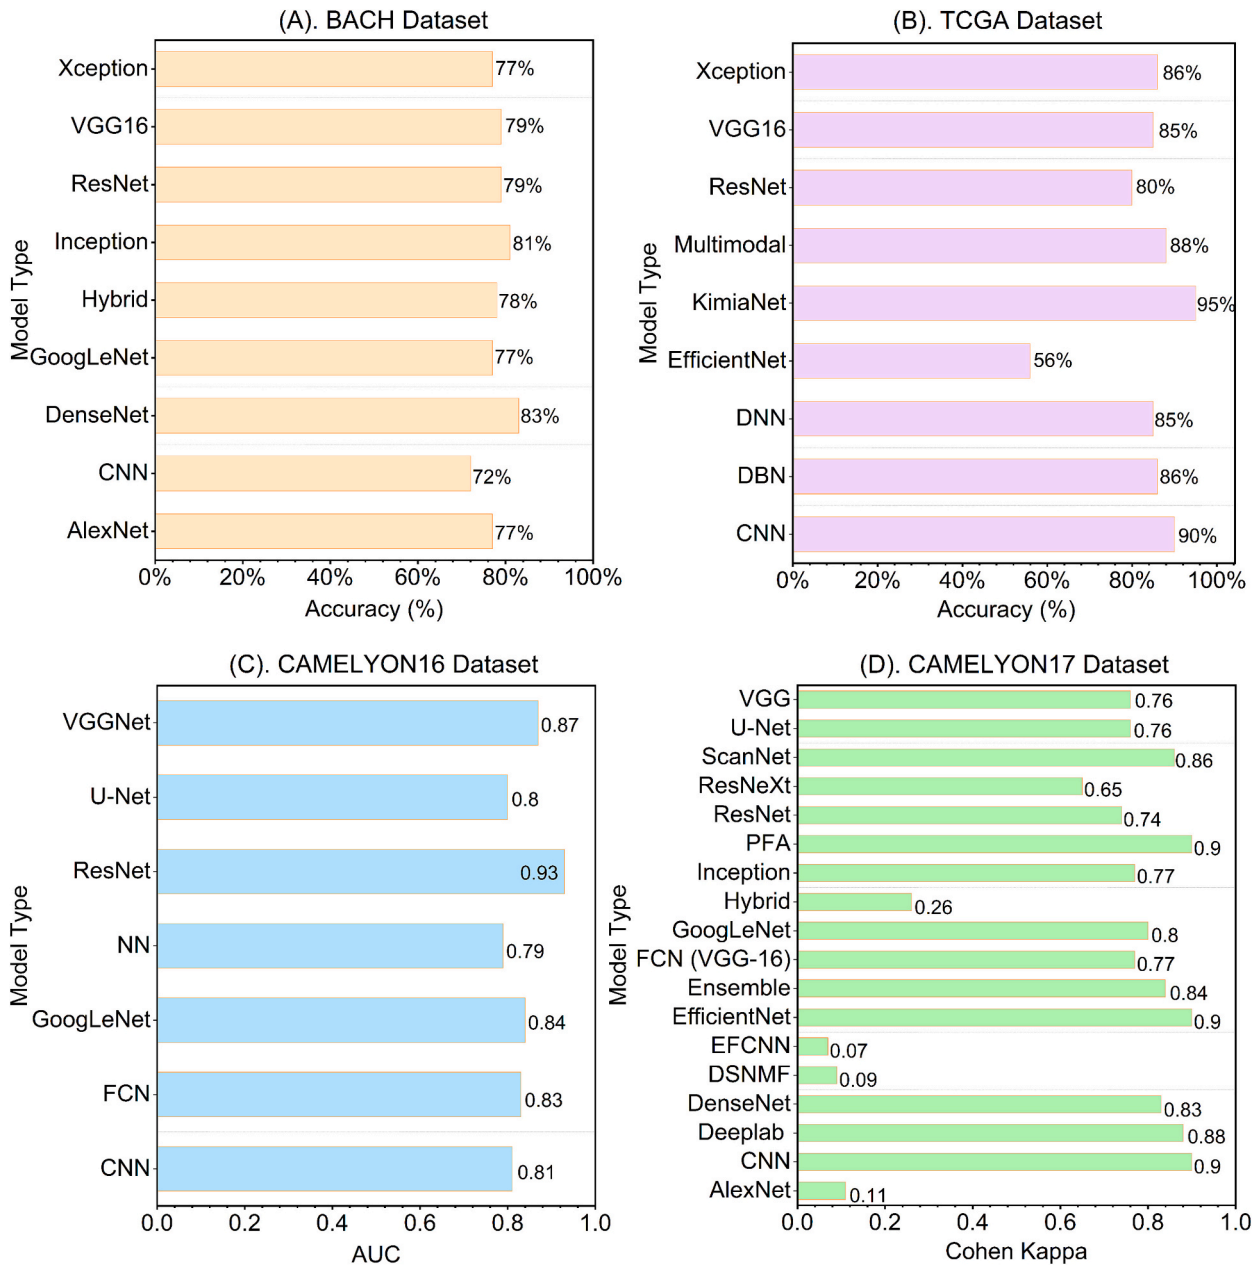 (A). BACH Dataset
Model Type
Xception 77%
VGG16 79%
ResNet 79%
Inception 81%
Hybrid 78%
GoogLeNet 77%
DenseNet 83%
CNN 72%
AlexNet 77%
0% 20% 40% 60% 80% 100%
Accuracy (%)
(B). TCGA Dataset
Model Type
Xception 86%
VGG16 85%
ResNet 80%
Multimodal 88%
KimiaNet 95%
EfficientNet 56%
DNN 85%
DBN 86%
CNN 90%
0% 20% 40% 60% 80% 100%
Accuracy (%)
(C). CAMELYON16 Dataset
Model Type
VGGNet 0.87
U-Net 0.8
ResNet 0.93
NN 0.79
GoogLeNet 0.84
FCN 0.83
CNN 0.81
0.0 0.2 0.4 0.6 0.8 1.0
AUC
(D). CAMELYON17 Dataset
Model Type
VGG 0.76
U-Net 0.76
ScanNet 0.86
ResNeXt 0.65
ResNet 0.74
PFA 0.9
Inception 0.77
Hybrid 0.26
GoogLeNet 0.8
FCN (VGG-16) 0.77
Ensemble 0.84
EfficientNet 0.9
EFCNN 0.07
DSNMF 0.09
DenseNet 0.83
Deeplab 0.88
CNN 0.9
AlexNet 0.11
0.0 0.2 0.4 0.6 0.8 1.0
Cohen Kappa